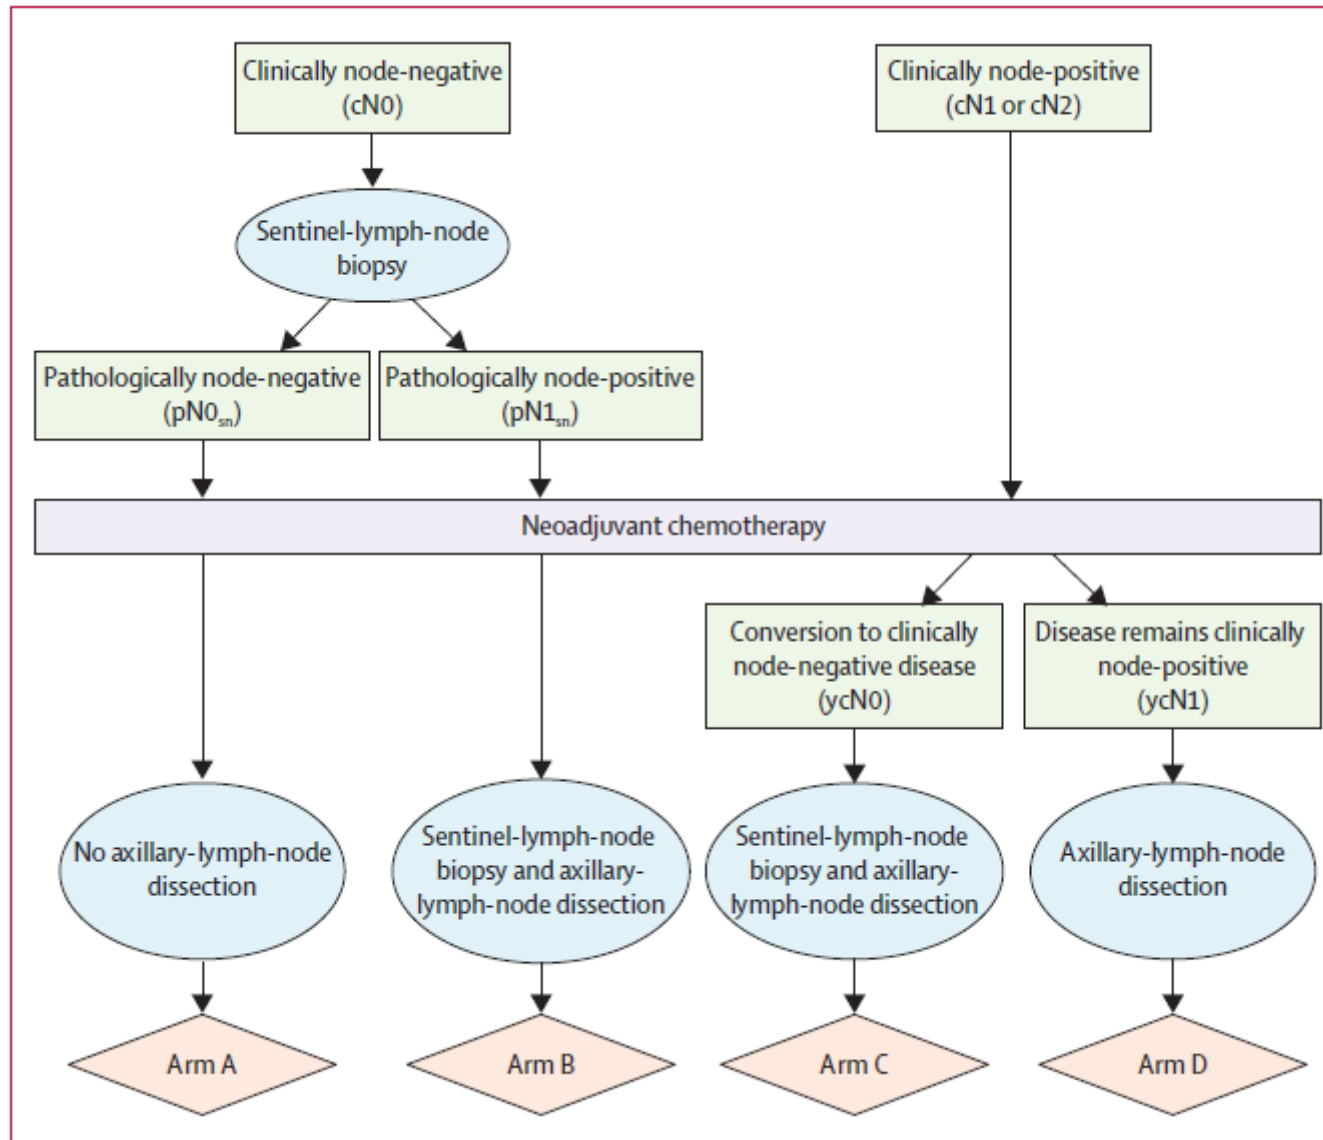 Clinically node-negative
(cN0)
Clinically node-positive
(cN1 or cN2)
Sentinel-lymph-node
biopsy
Pathologically node-negative
(pN0sn)
Pathologically node-positive
(pN1sn)
Neoadjuvant chemotherapy
Conversion to clinically
node-negative disease
(ycN0)
Disease remains clinically
node-positive
(ycN1)
No axillary-lymph-node
dissection
Sentinel-lymph-node
biopsy and axillary-
lymph-node dissection
Sentinel-lymph-node
biopsy and axillary-
lymph-node dissection
Axillary-lymph-node
dissection
Arm A
Arm B
Arm C
Arm D